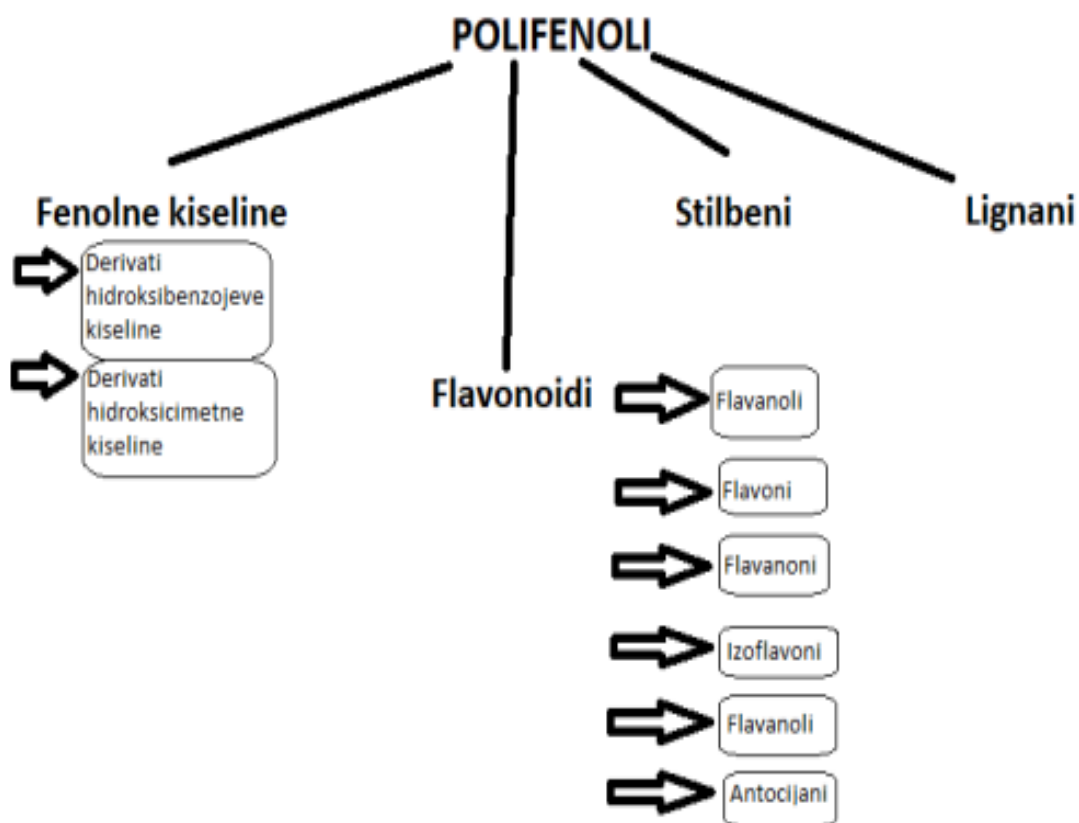 POLIFENOLI
Fenolne kiseline
Derivati
hidroksibenzojeve
kiseline
Derivati
hidroksicimetne
kiseline
Flavonoidi
Flavanoli
Flavoni
Flavanoni
Izoflavoni
Flavanoli
Antocijani
Stilbeni
Lignani